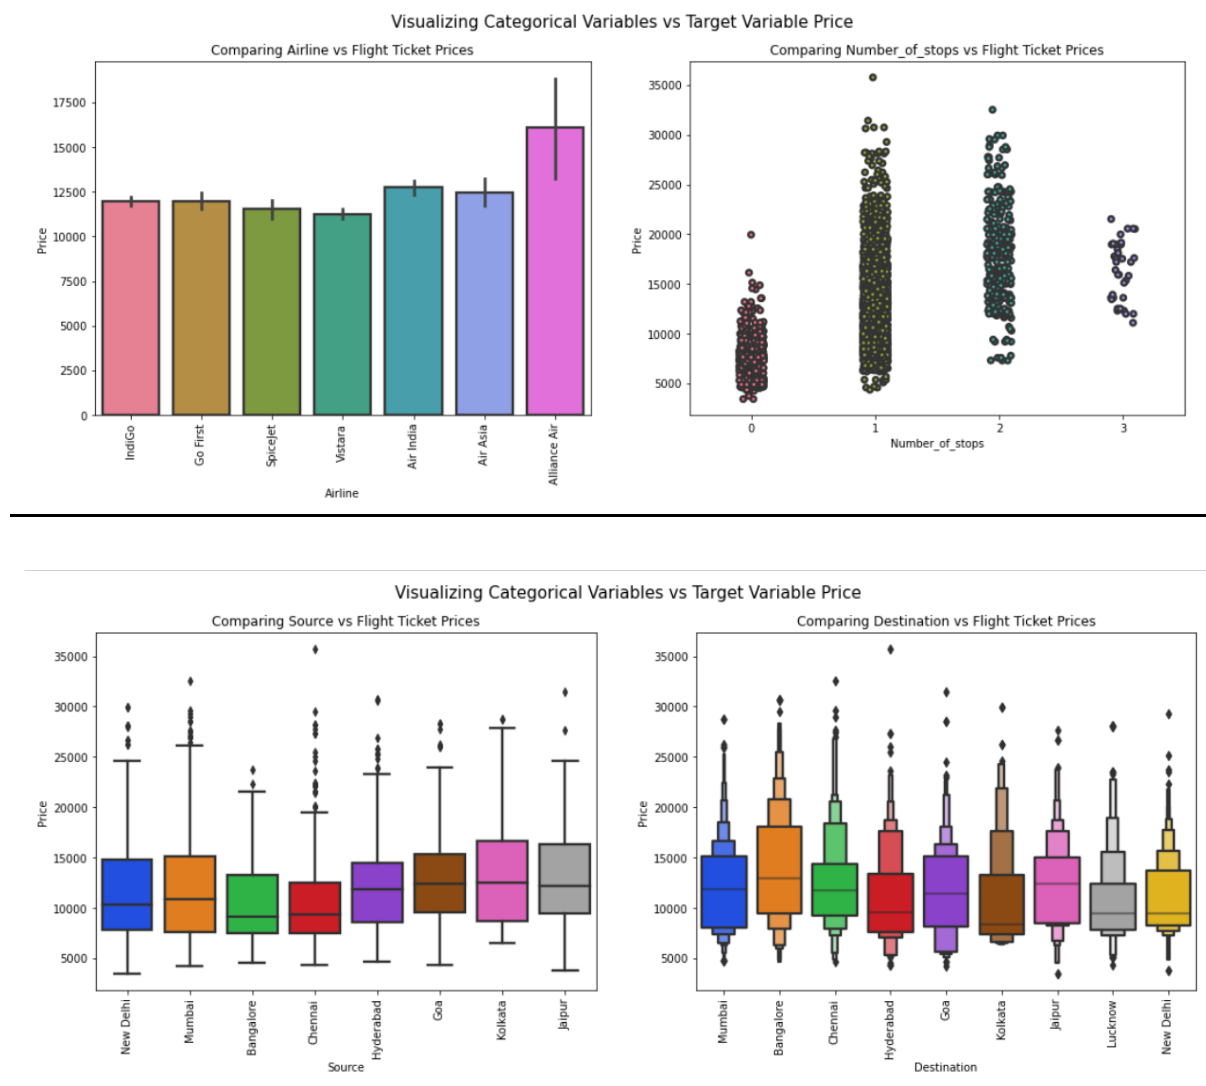 Visualizing Categorical Variables vs Target Variable Price
Comparing Airline vs Flight Ticket Prices
Price
17500
15000
12500
10000
7500
5000
2500
0
IndiGo
Go First
SpiceJet
Vistara
Air India
Air Asia
Alliance Air
Airline
Comparing Number_of_stops vs Flight Ticket Prices
Price
35000
30000
25000
20000
15000
10000
5000
0
1
2
3
Number_of_stops
Visualizing Categorical Variables vs Target Variable Price
Comparing Source vs Flight Ticket Prices
Price
35000
30000
25000
20000
15000
10000
5000
New Delhi
Mumbai
Bangalore
Chennai
Hyderabad
Goa
Kolkata
Jaipur
Source
Comparing Destination vs Flight Ticket Prices
Price
35000
30000
25000
20000
15000
10000
5000
Mumbai
Bangalore
Chennai
Hyderabad
Goa
Kolkata
Jaipur
Lucknow
New Delhi
Destination